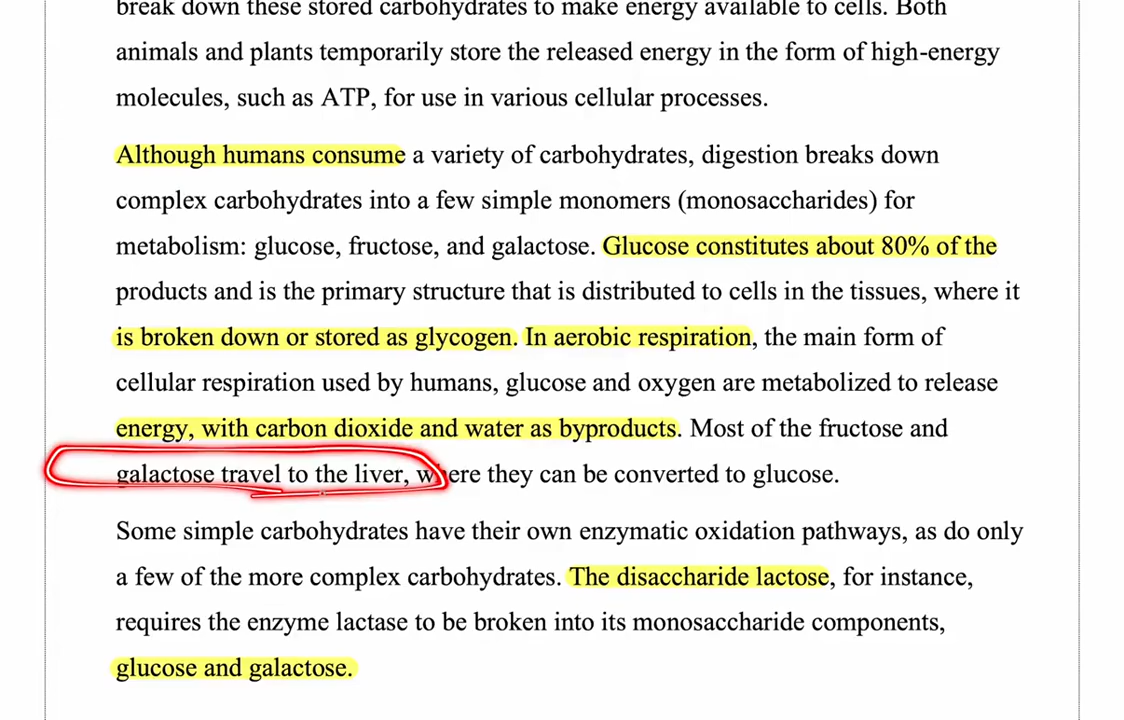 break down these stored carbohydrates to make energy available to cells. Both
animals and plants temporarily store the released energy in the form of high-energy
molecules, such as ATP, for use in various cellular processes.
Although humans consume a variety of carbohydrates, digestion breaks down
complex carbohydrates into a few simple monomers (monosaccharides) for
metabolism: glucose, fructose, and galactose. Glucose constitutes about 80% of the
products and is the primary structure that is distributed to cells in the tissues, where it
is broken down or stored as glycogen. In aerobic respiration, the main form of
cellular respiration used by humans, glucose and oxygen are metabolized to release
energy, with carbon dioxide and water as byproducts. Most of the fructose and
galactose travel to the liver, where they can be converted to glucose.
Some simple carbohydrates have their own enzymatic oxidation pathways, as do only
a few of the more complex carbohydrates. The disaccharide lactose, for instance,
requires the enzyme lactase to be broken into its monosaccharide components,
glucose and galactose.